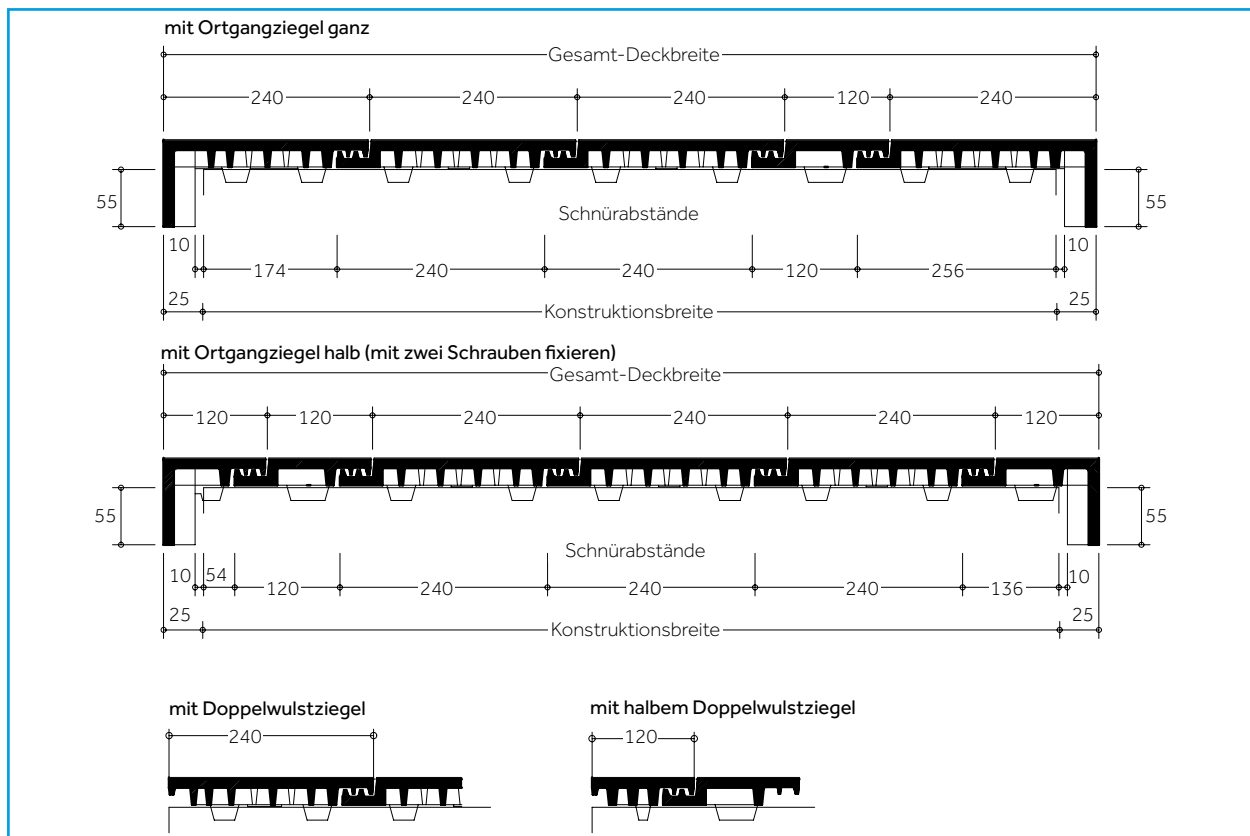 mit Ortgangziegel ganz
Gesamt-Deckbreite
240 240 240 120 240
55 Schnürabstände 55
10 174 240 240 120 256 10
25 Konstruktionsbreite 25
mit Ortgangziegel halb (mit zwei Schrauben fixieren)
Gesamt-Deckbreite
120 120 240 240 240 120
55 Schnürabstände 55
10 54 120 240 240 240 136 10
25 Konstruktionsbreite 25
mit Doppelwulstziegel
240
mit halbem Doppelwulstziegel
120